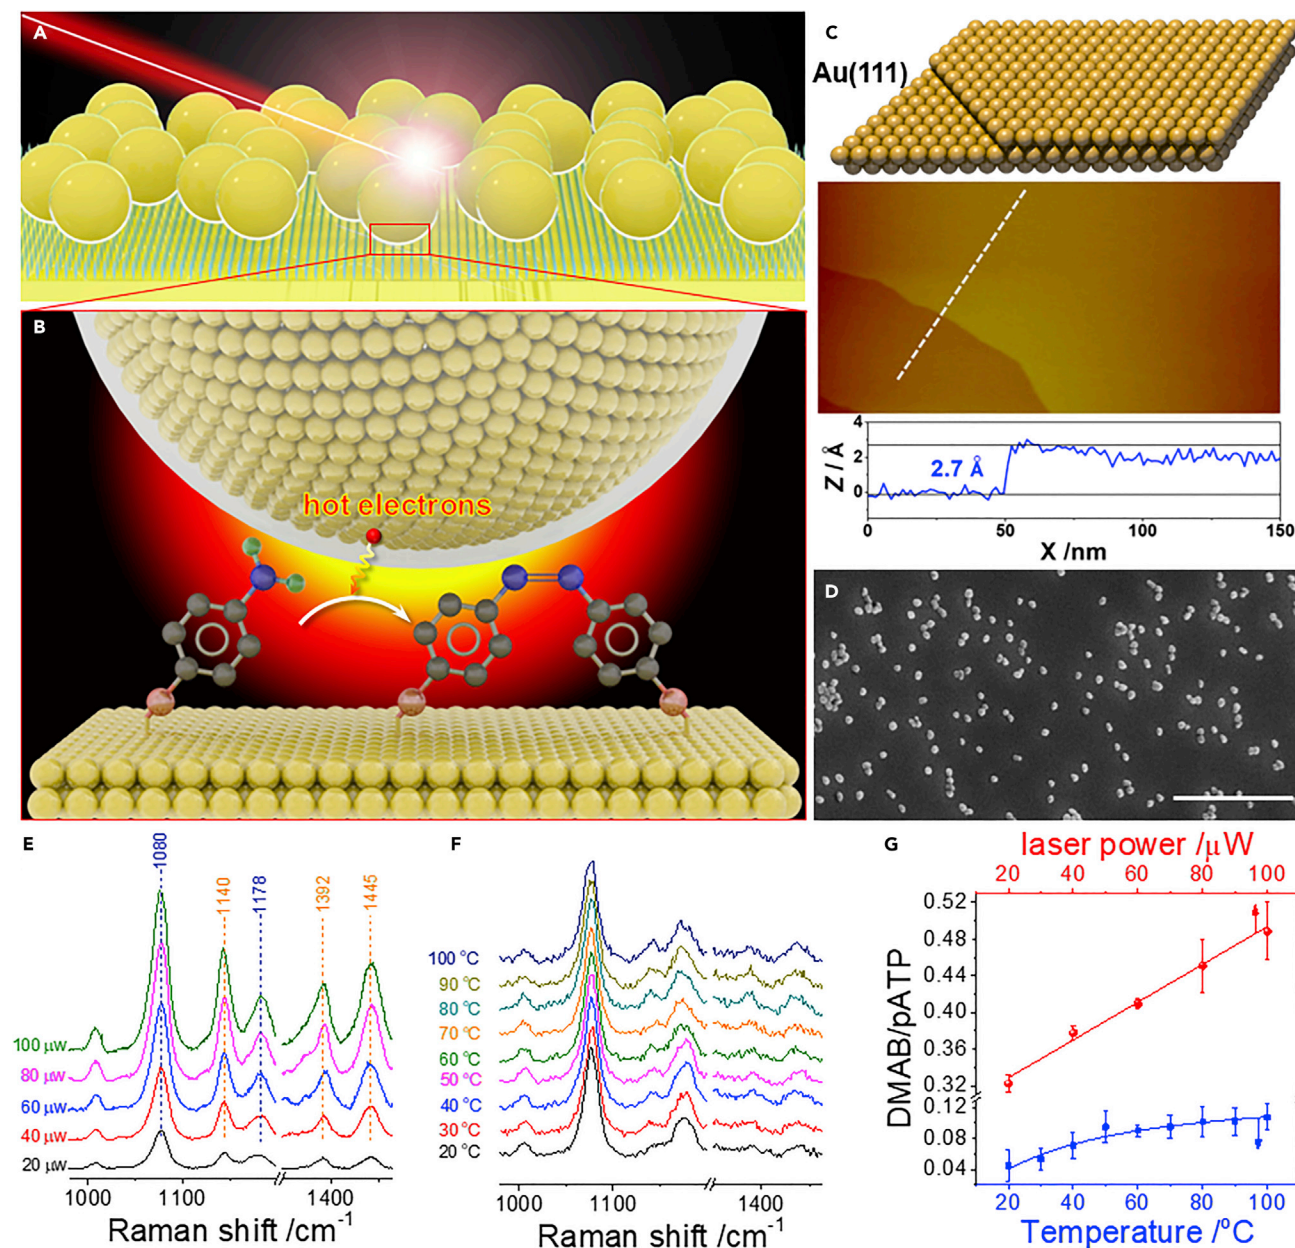 A
C
Au(111)
B
hot electrons
4
2
0
Z / Å
2.7 Å
0
50
100
150
X /nm
D
E
1080
1140
1178
1392
1445
100 μw
80 μw
60 μw
40 μw
20 μw
1000
1100
1400
Raman shift /cm⁻¹
F
100 °C
90 °C
80 °C
70 °C
60 °C
50 °C
40 °C
30 °C
20 °C
1000
1100
1400
Raman shift /cm⁻¹
G
laser power /μW
20
40
60
80
100
0.52
0.48
0.44
0.40
0.36
0.32
0.12
0.08
0.04
DMAB/pATP
20
40
60
80
100
Temperature /°C